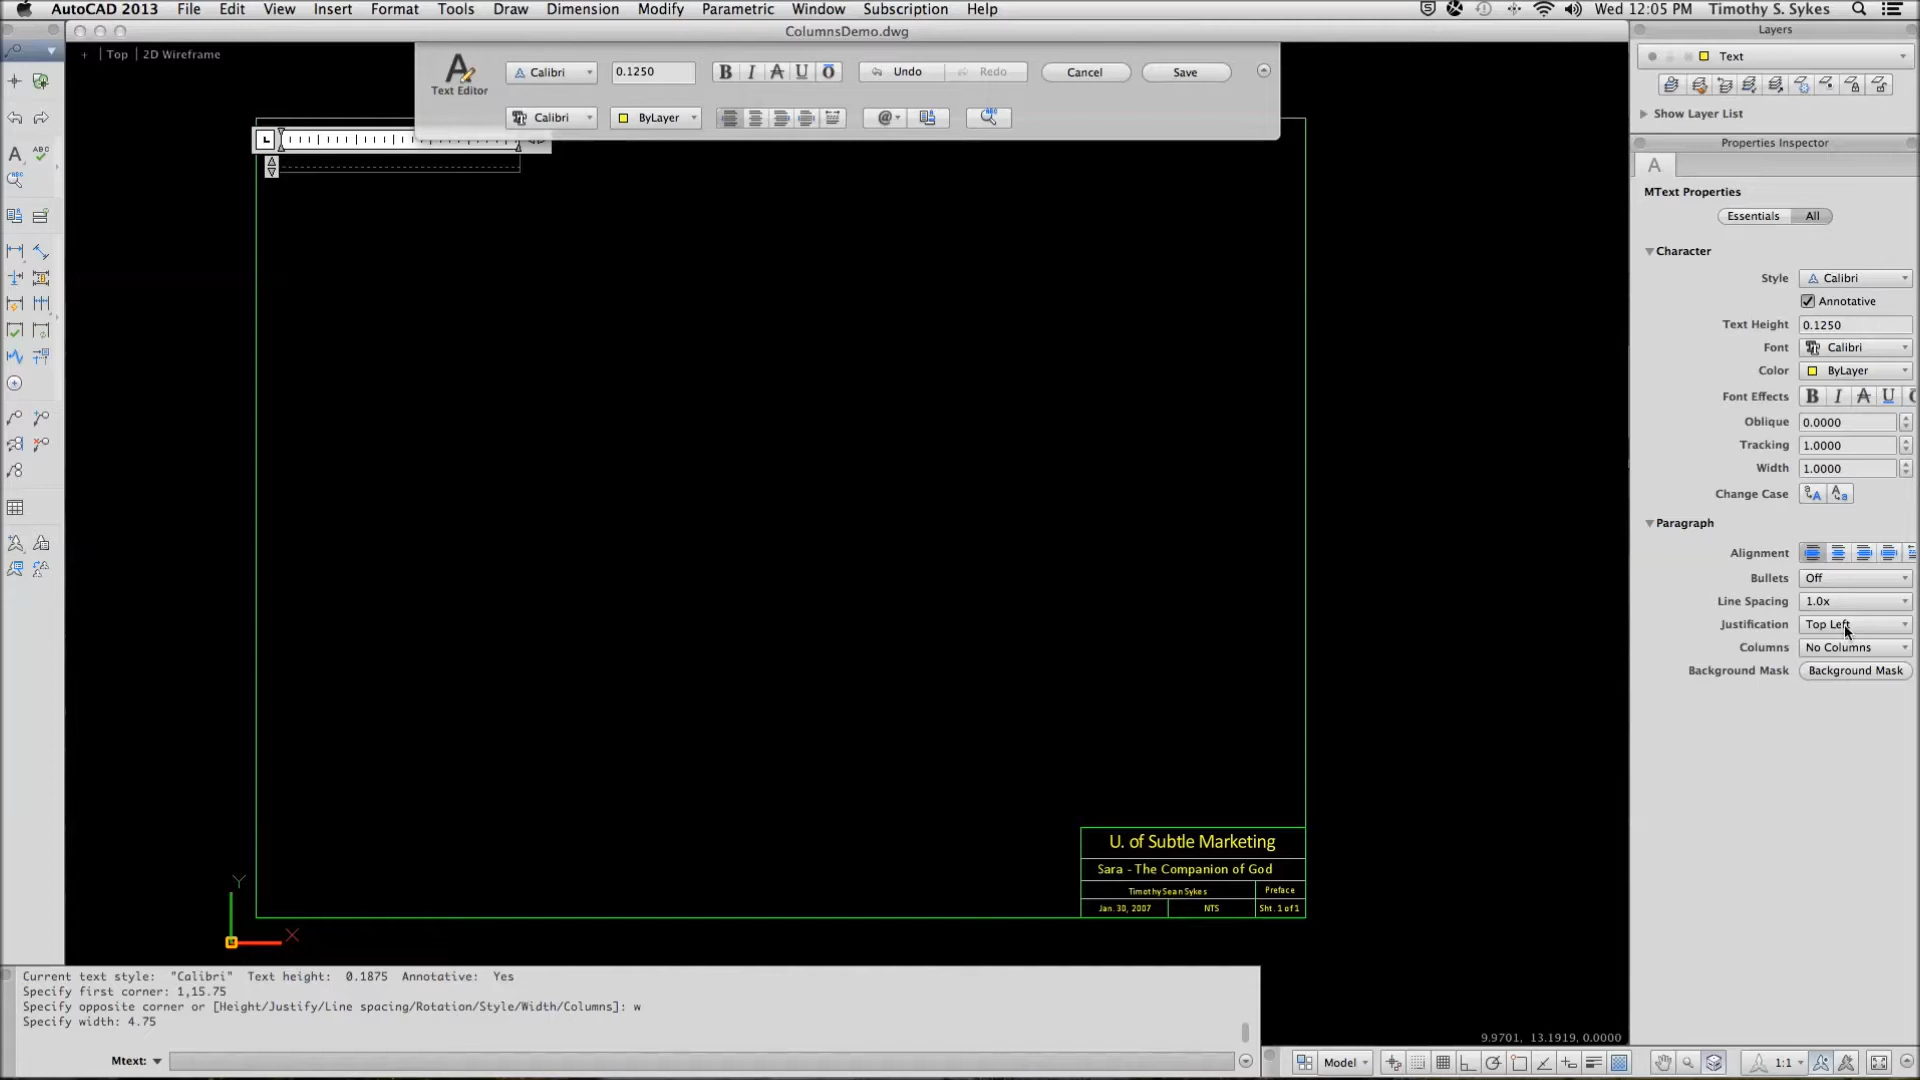 AutoCAD 2013 File Edit View Insert Format Tools Draw Dimension Modify Parametric Window Subscription Help Wed 12:05 PM Timothy S. Sykes
ColumnsDemo.dwg
Layers
+ | Top | 2D Wireframe
Text
Text Editor
Calibri 0.1250 B I A U O Undo Redo Cancel Save
Calibri ByLayer @
Show Layer List
Properties Inspector
A
MText Properties
Essentials All
Character
Style Calibri
Annotative
Text Height 0.1250
Font Calibri
Color ByLayer
Font Effects B I A U
Oblique 0.0000
Tracking 1.0000
Width 1.0000
Change Case
Paragraph
Alignment
Bullets Off
Line Spacing 1.0x
Justification Top Left
Columns No Columns
Background Mask Background Mask
U. of Subtle Marketing
Sara - The Companion of God
Timothy Sean Sykes Preface
Jan. 30, 2007 NTS Sht. 1 of 1
Y
X
Current text style: "Calibri" Text height: 0.1875 Annotative: Yes
Specify first corner: 1,15.75
Specify opposite corner or [Height/Justify/Line spacing/Rotation/Style/Width/Columns]: w
Specify width: 4.75
9.9701, 13.1919, 0.0000
Mtext:
Model 1:1